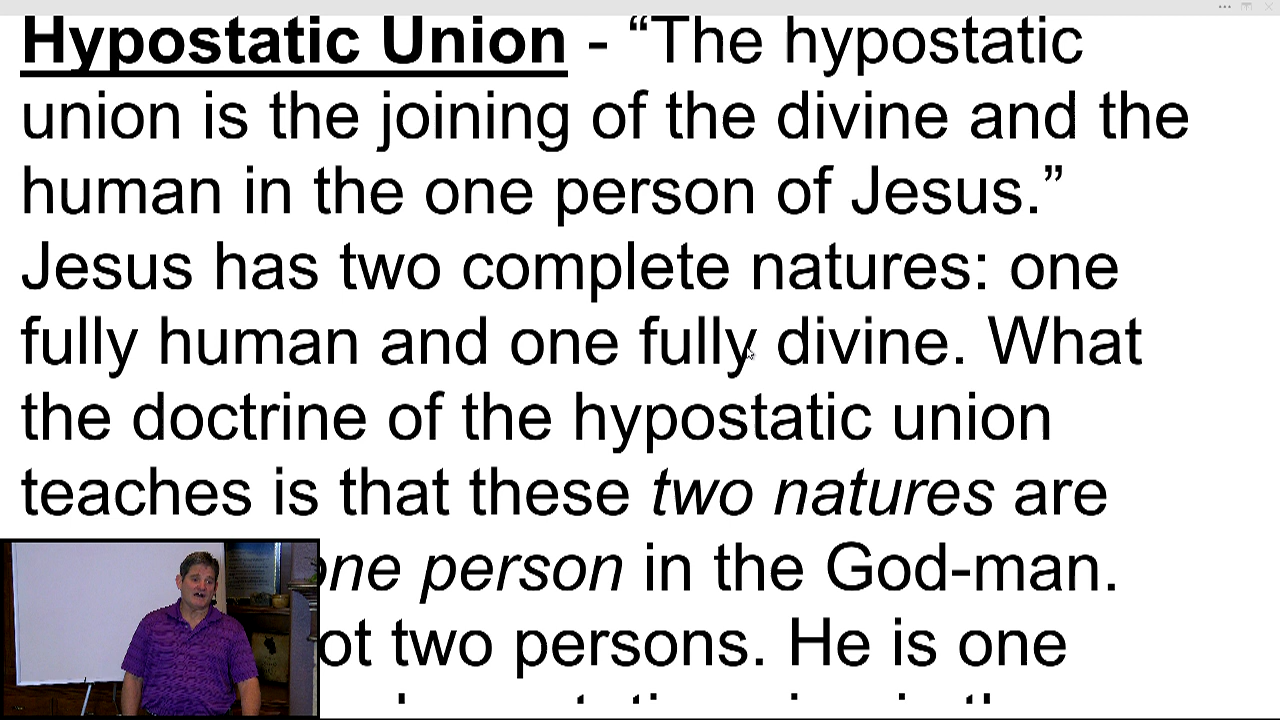 Hypostatic Union - “The hypostatic
union is the joining of the divine and the
human in the one person of Jesus.”
Jesus has two complete natures: one
fully human and one fully divine. What
the doctrine of the hypostatic union
teaches is that these two natures are
one person in the God-man.
two persons. He is one